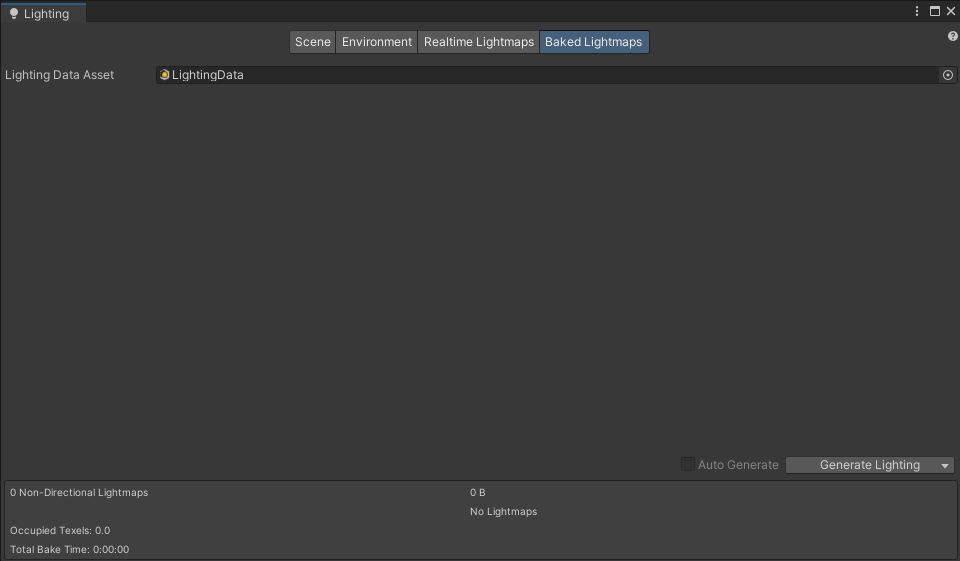 Lighting
Scene Environment Realtime Lightmaps Baked Lightmaps
Lighting Data Asset LightingData
Auto Generate Generate Lighting
0 Non-Directional Lightmaps 0 B
No Lightmaps
Occupied Texels: 0.0
Total Bake Time: 0:00:00